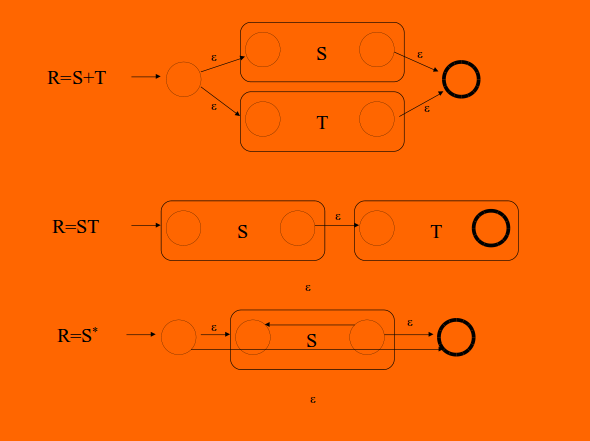 ε ε
S
R=S+T
ε ε
T
R=ST S ε T
ε
R=S* ε S ε
ε